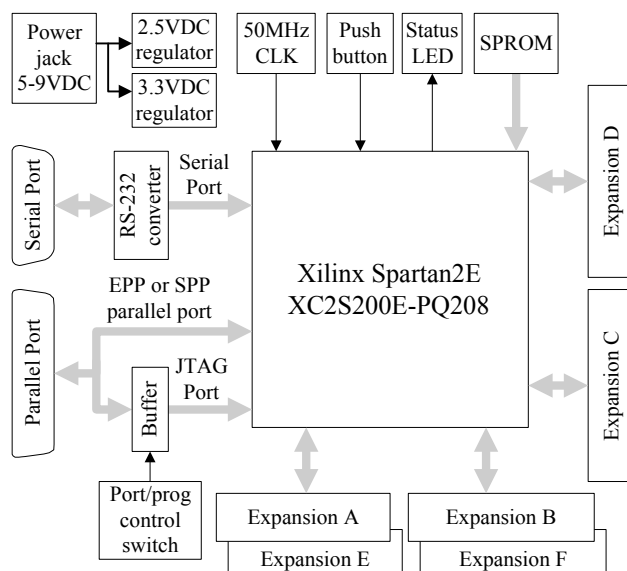 Power
jack
5-9VDC
2.5VDC
regulator
3.3VDC
regulator
50MHz
CLK
Push
button
Status
LED
SPROM
Serial Port
RS-232
converter
Serial
Port
Expansion D
Xilinx Spartan2E
XC2S200E-PQ208
EPP or SPP
parallel port
Parallel Port
JTAG
Port
Buffer
Expansion C
Port/prog
control
switch
Expansion A
Expansion E
Expansion B
Expansion F